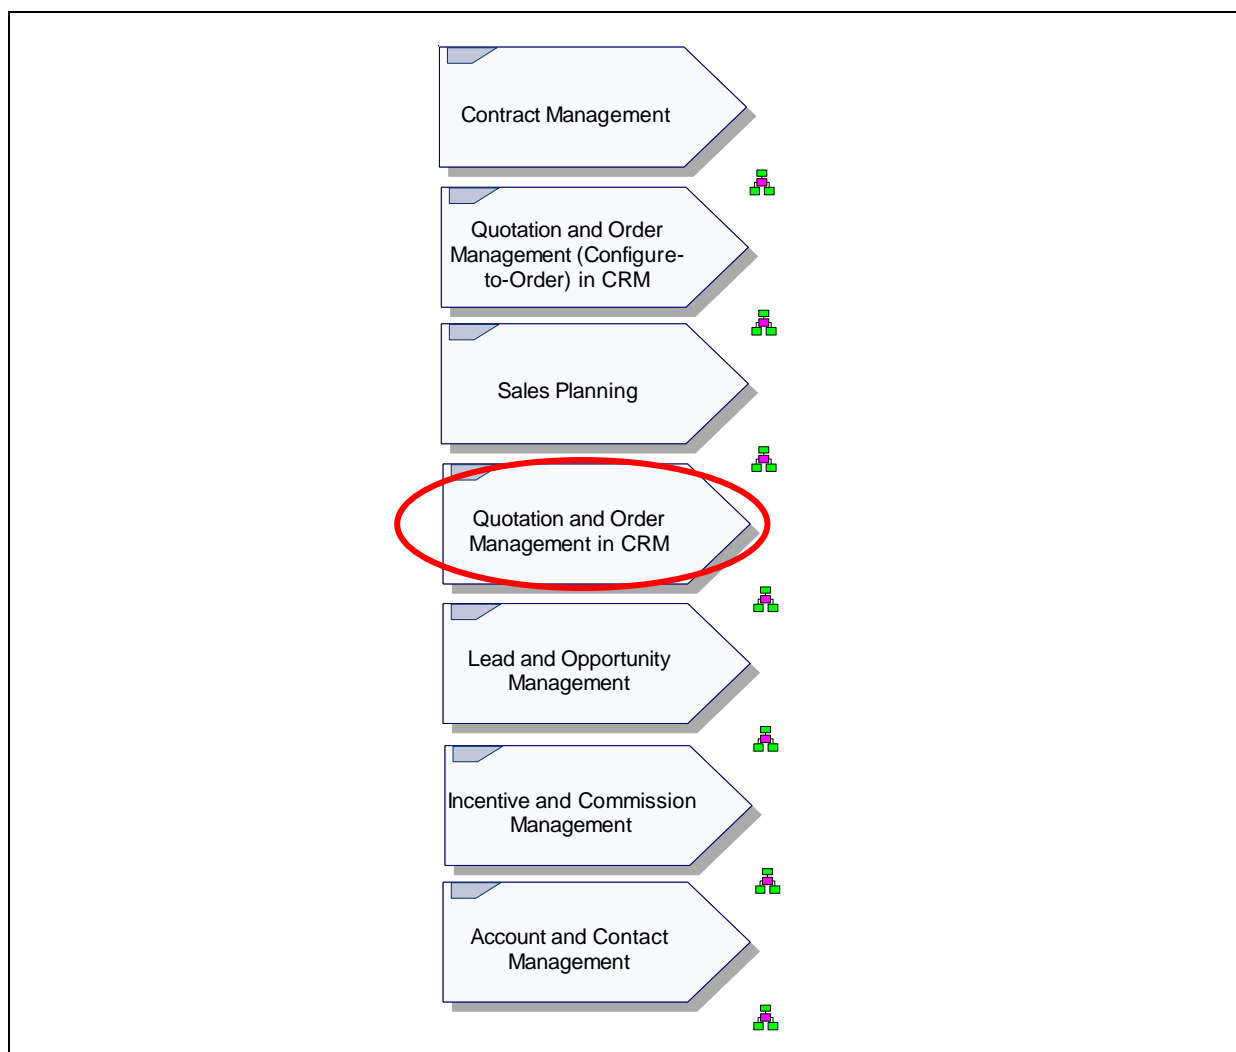 Contract Management
Quotation and Order
Management (Configure-
to-Order) in CRM
Sales Planning
Quotation and Order
Management in CRM
Lead and Opportunity
Management
Incentive and Commission
Management
Account and Contact
Management